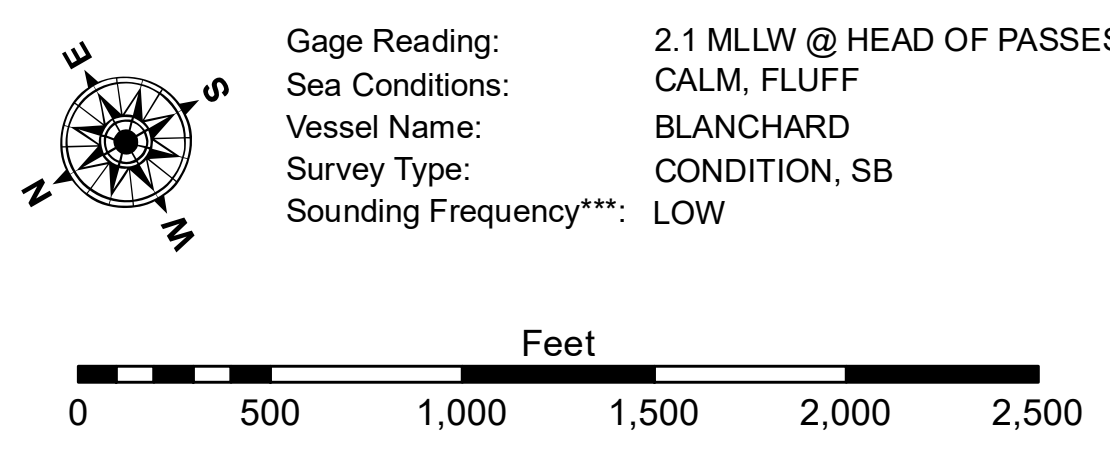 E
S
N
W
Gage Reading: 2.1 MLLW @ HEAD OF PASSES
Sea Conditions: CALM, FLUFF
Vessel Name: BLANCHARD
Survey Type: CONDITION, SB
Sounding Frequency***: LOW
Feet
0 500 1,000 1,500 2,000 2,500